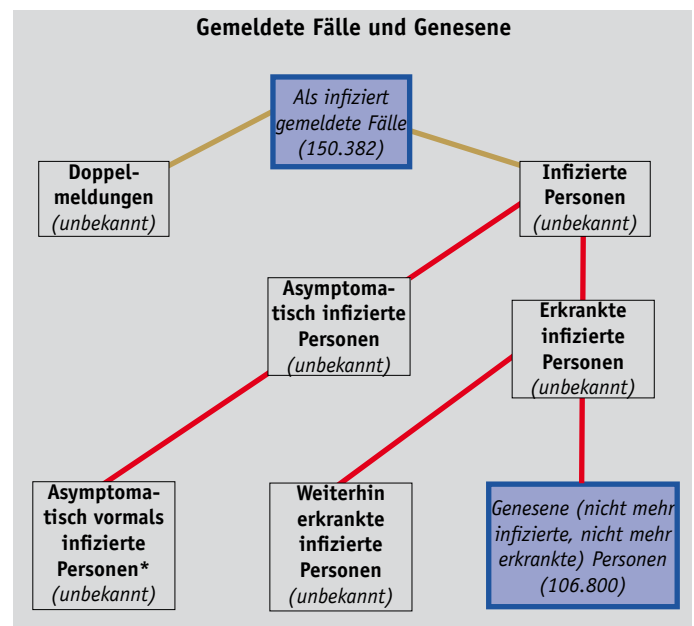 Gemeldete Fälle und Genesene
Als infiziert
gemeldete Fälle
(150.382)
Doppel-
meldungen
(unbekannt)
Infizierte
Personen
(unbekannt)
Asymptoma-
tisch infizierte
Personen
(unbekannt)
Erkrankte
infizierte
Personen
(unbekannt)
Asymptoma-
tisch vormals
infizierte
Personen*
(unbekannt)
Weiterhin
erkrankte
infizierte
Personen
(unbekannt)
Genesene (nicht mehr
infizierte, nicht mehr
erkrankte) Personen
(106.800)